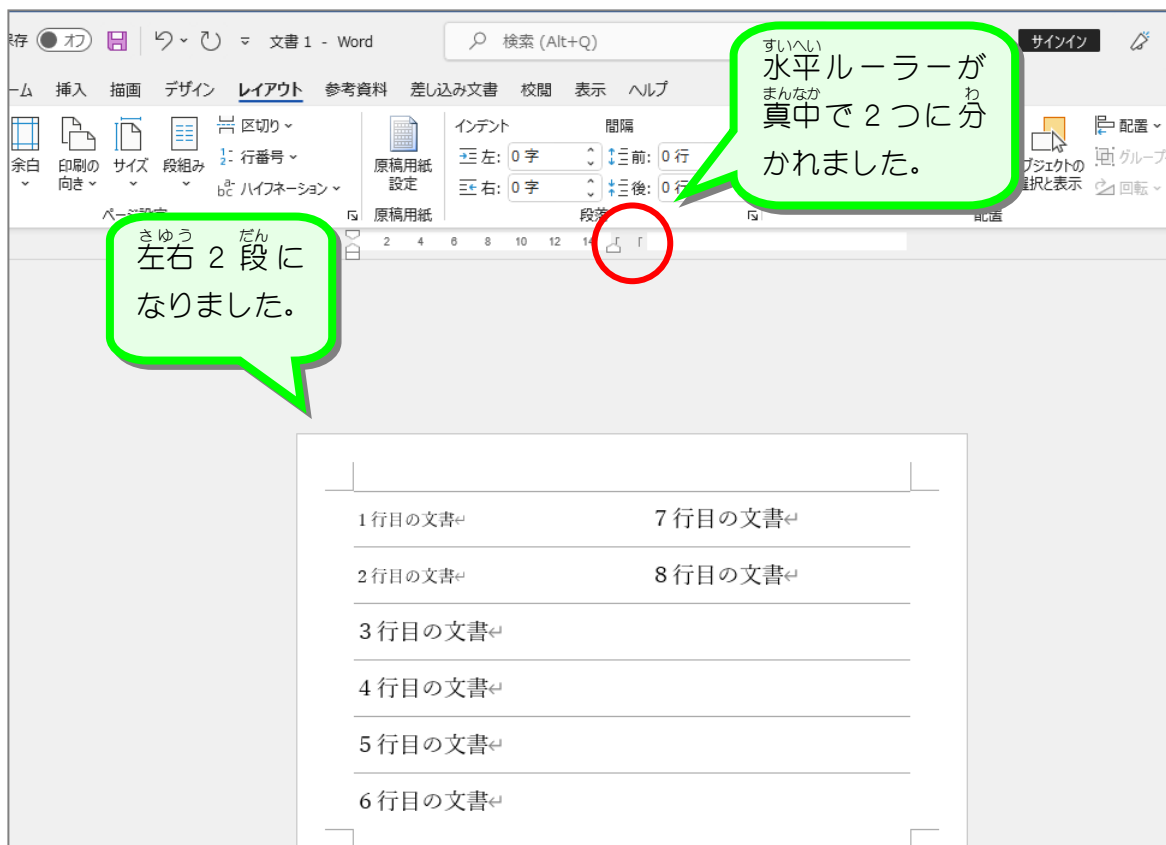 存 オフ 文書 1 - Word 検索 (Alt+Q) サインイン
ーム 挿入 描画 デザイン レイアウト 参考資料 差し込み文書 校閲 表示 ヘルプ
すいへい
水平ルーラーが
まんなか わ
真中で2つに分
かれました。
余白 印刷の向き サイズ 段組み
区切り
行番号
ハイフネーション
原稿用紙
設定
原稿用紙
インデント 間隔
左: 0 字 前: 0 行
右: 0 字 後: 0 行
段落
ブジェクトの
選択と表示
配置
グループ
回転
配置
2 4 6 8 10 12 14
さゆう だん
左右2段に
なりました。
1 行目の文書↵ 7 行目の文書↵
2 行目の文書↵ 8 行目の文書↵
3 行目の文書↵
4 行目の文書↵
5 行目の文書↵
6 行目の文書↵